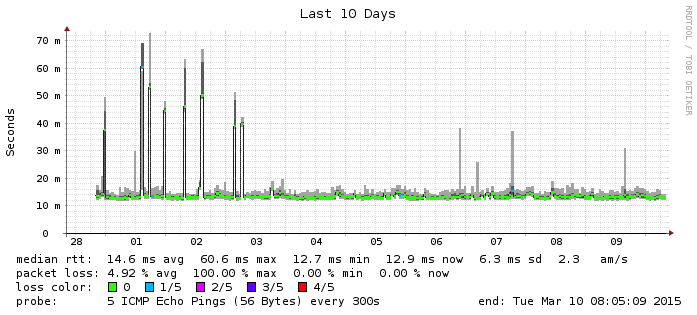 Last 10 Days
RRDTOOL / TOBI OETIKER
Seconds
70 m
60 m
50 m
40 m
30 m
20 m
10 m
0
28 01 02 03 04 05 06 07 08 09
median rtt: 14.6 ms avg 60.6 ms max 12.7 ms min 12.9 ms now 6.3 ms sd 2.3 am/s
packet loss: 4.92 % avg 100.00 % max 0.00 % min 0.00 % now
loss color: 0 1/5 2/5 3/5 4/5
probe: 5 ICMP Echo Pings (56 Bytes) every 300s end: Tue Mar 10 08:05:09 2015